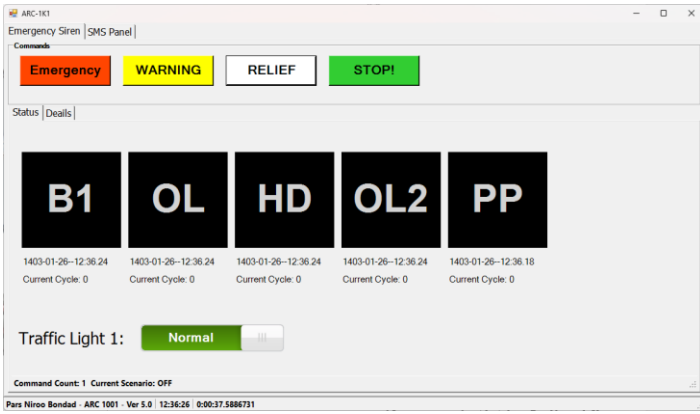 ARC-1K1
Emergency Siren SMS Panel
Commands
Emergency WARNING RELIEF STOP!
Status Deails
B1 OL HD OL2 PP
1403-01-26--12:36.24 1403-01-26--12:36.24 1403-01-26--12:36.24 1403-01-26--12:36.24 1403-01-26--12:36.18
Current Cycle: 0 Current Cycle: 0 Current Cycle: 0 Current Cycle: 0 Current Cycle: 0
Traffic Light 1: Normal
Command Count: 1 Current Scenario: OFF
Pars Niroo Bondad - ARC 1001 - Ver 5.0 12:36:26 0:00:37.5886731